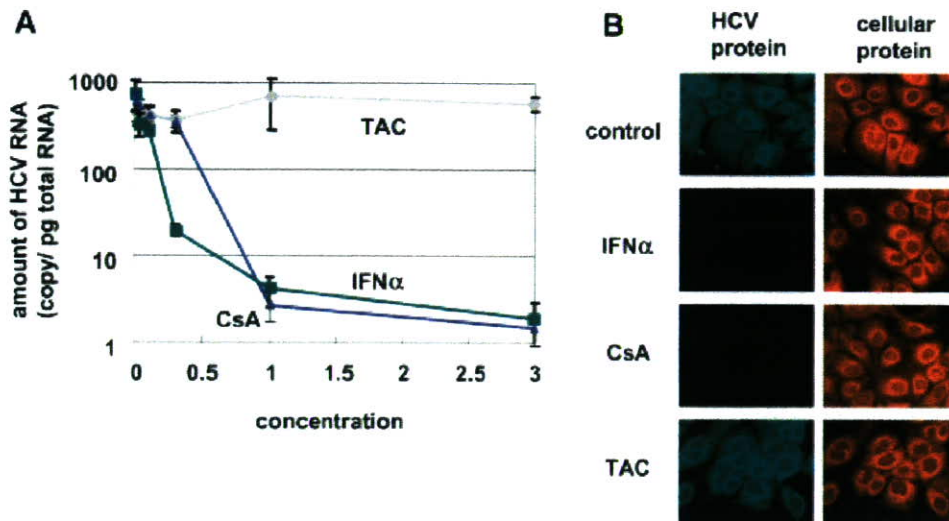 A
amount of HCV RNA
(copy/ pg total RNA)
1000
100
10
1
TAC
IFNα
CsA
0
0.5
1
1.5
2
2.5
3
concentration
B
HCV
protein
cellular
protein
control
IFNα
CsA
TAC